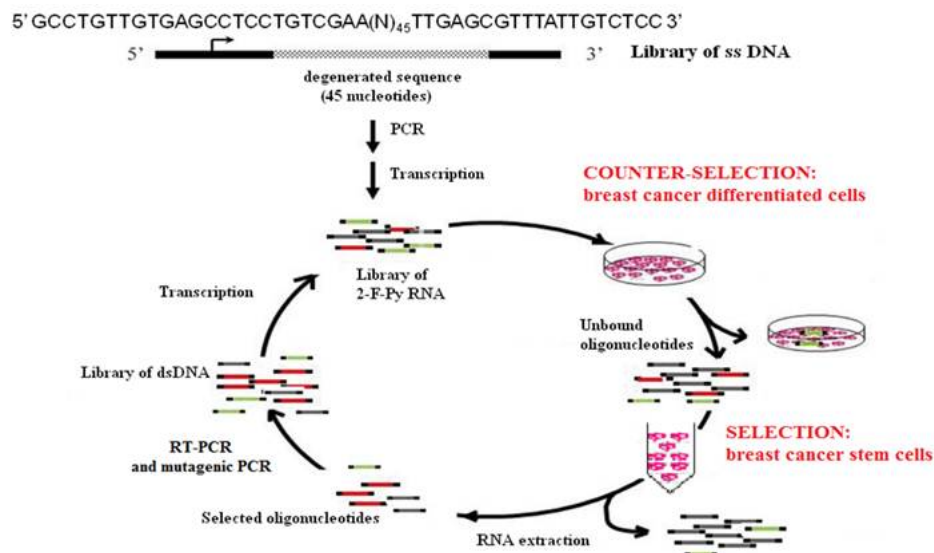 5' GCCTGTTGTGAGCCTCCTGTCGAA(N)45TTGAGCGTTTATTGTCTCC 3'
5’ 3’ Library of ss DNA
degenerated sequence
(45 nucleotides)
PCR
Transcription
COUNTER-SELECTION:
breast cancer differentiated cells
Library of
2-F-Py RNA
Transcription
Unbound
oligonucleotides
Library of dsDNA
SELECTION:
breast cancer stem cells
RT-PCR
and mutagenic PCR
Selected oligonucleotides
RNA extraction